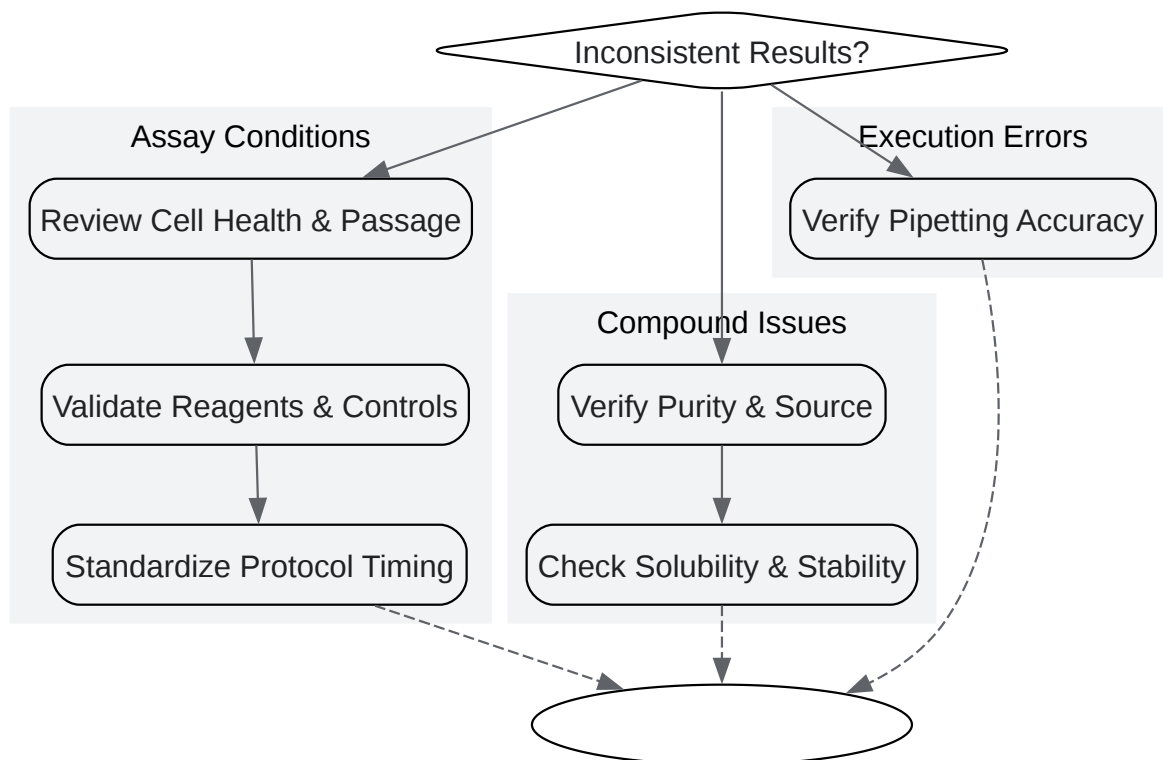 Inconsistent Results?
Assay Conditions
Review Cell Health & Passage
Validate Reagents & Controls
Standardize Protocol Timing
Compound Issues
Verify Purity & Source
Check Solubility & Stability
Execution Errors
Verify Pipetting Accuracy